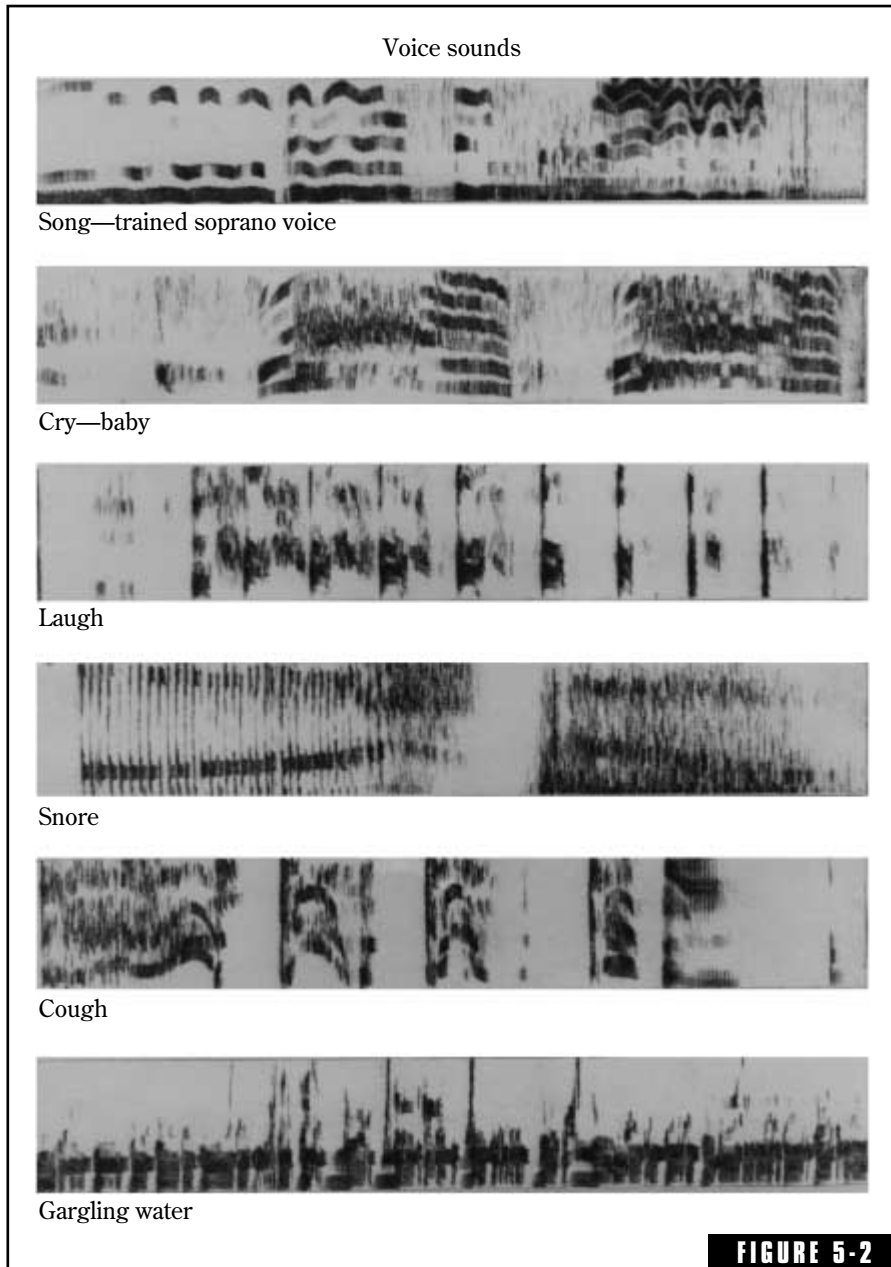 Voice sounds
Song—trained soprano voice
Cry—baby
Laugh
Snore
Cough
Gargling water
FIGURE 5-2